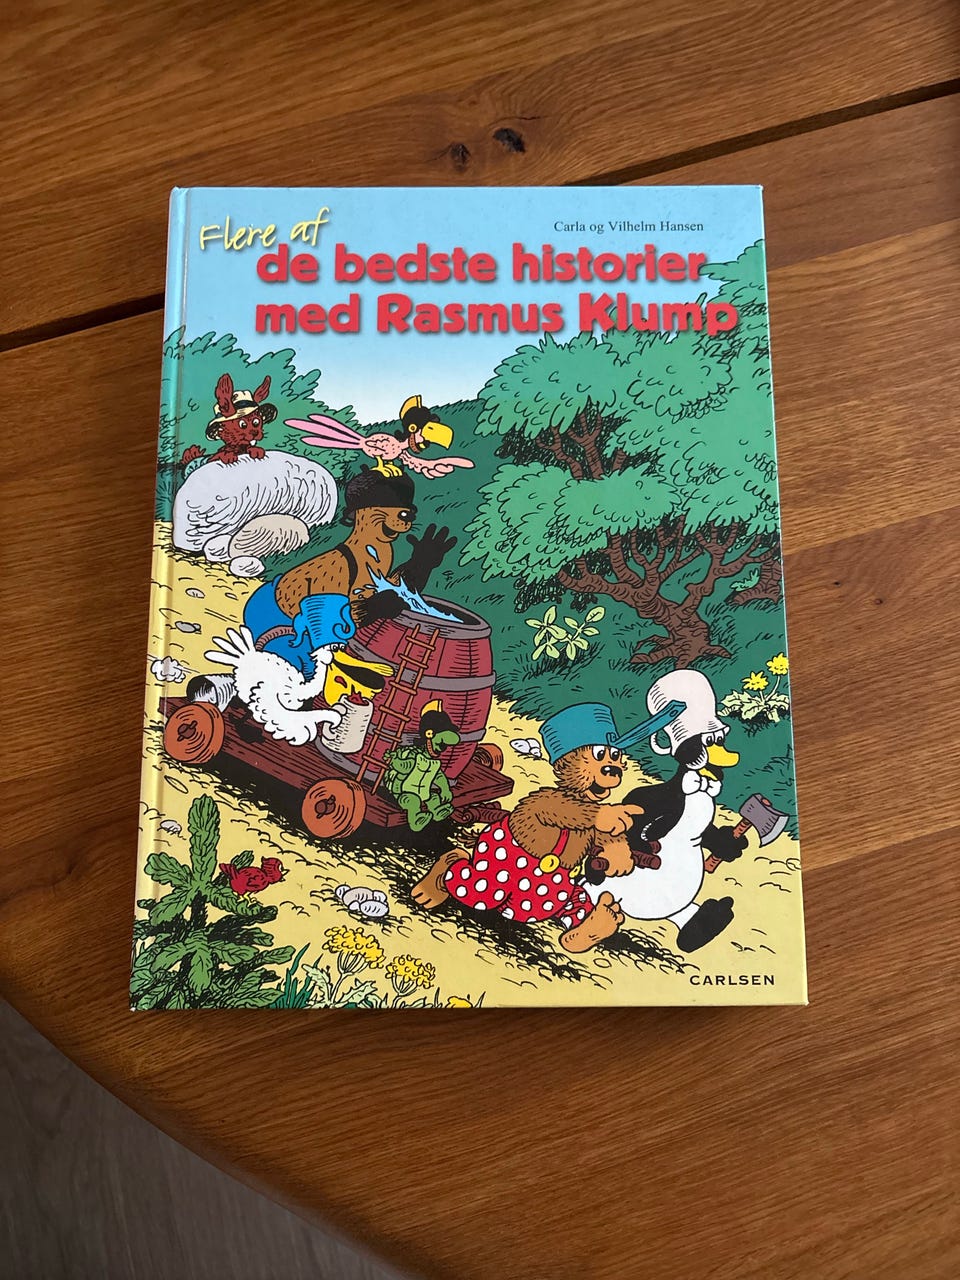 Carla og Vilhelm Hansen
Flere af
de bedste historier
med Rasmus Klump
CARLSEN